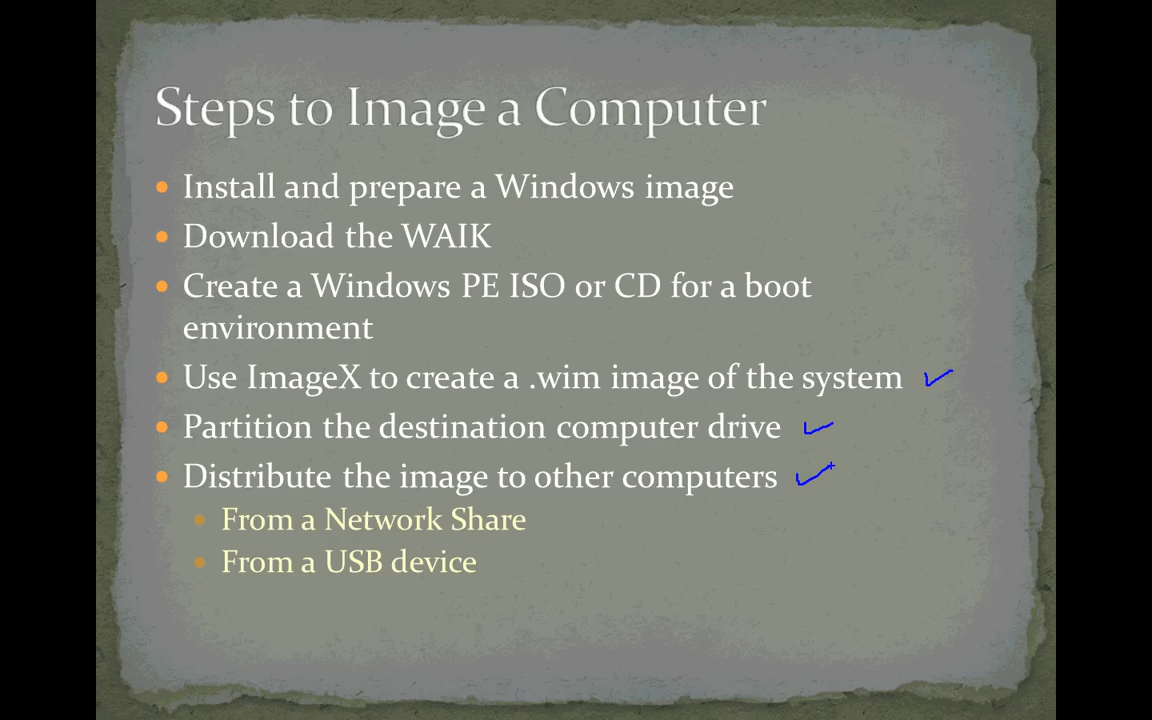 Steps to Image a Computer
Install and prepare a Windows image
Download the WAIK
Create a Windows PE ISO or CD for a boot
environment
Use ImageX to create a .wim image of the system
Partition the destination computer drive
Distribute the image to other computers
From a Network Share
From a USB device